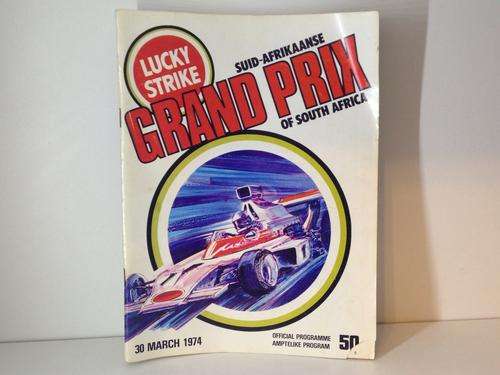 LUCKY
STRIKE
SUID-AFRIKAANSE
GRAND PRIX
OF SOUTH AFRICA
30 MARCH 1974
OFFICIAL PROGRAMME
AMPTELIKE PROGRAM
50